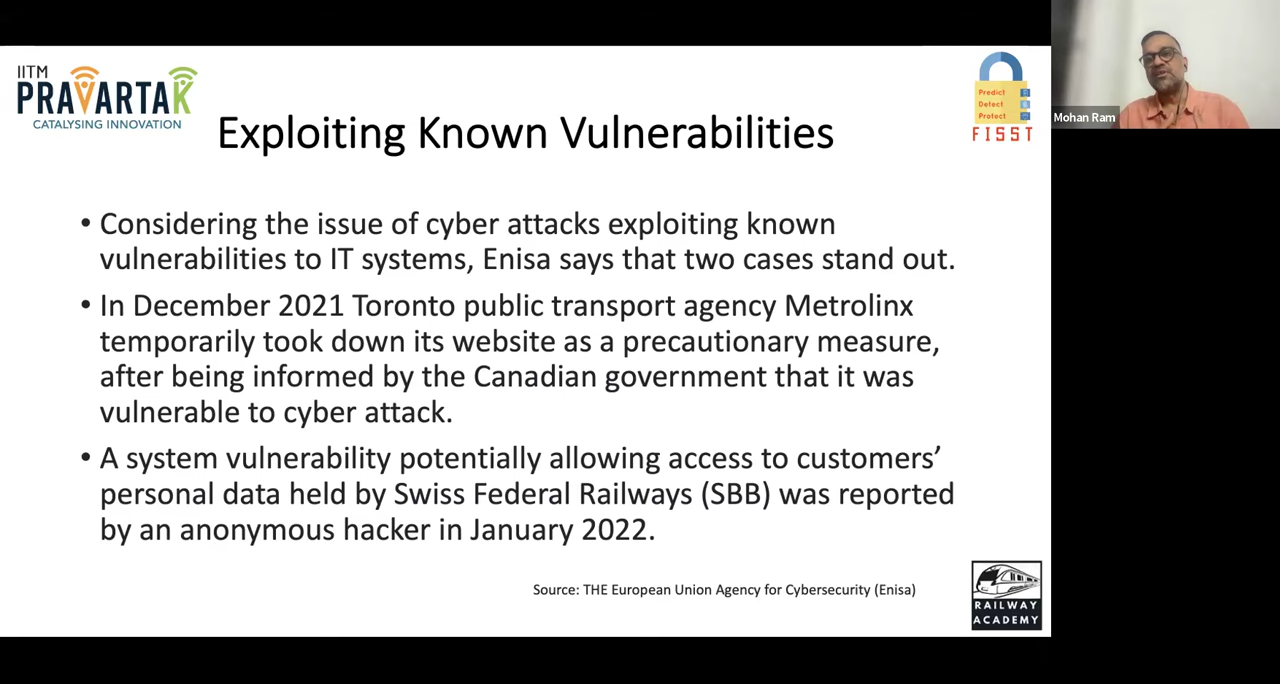 IITM
PRAVARTAK
CATALYSING INNOVATION
Exploiting Known Vulnerabilities
Predict
Detect
Protect
FISST
Mohan Ram
• Considering the issue of cyber attacks exploiting known
vulnerabilities to IT systems, Enisa says that two cases stand out.
• In December 2021 Toronto public transport agency Metrolinx
temporarily took down its website as a precautionary measure,
after being informed by the Canadian government that it was
vulnerable to cyber attack.
• A system vulnerability potentially allowing access to customers’
personal data held by Swiss Federal Railways (SBB) was reported
by an anonymous hacker in January 2022.
Source: THE European Union Agency for Cybersecurity (Enisa)
RAILWAY
ACADEMY